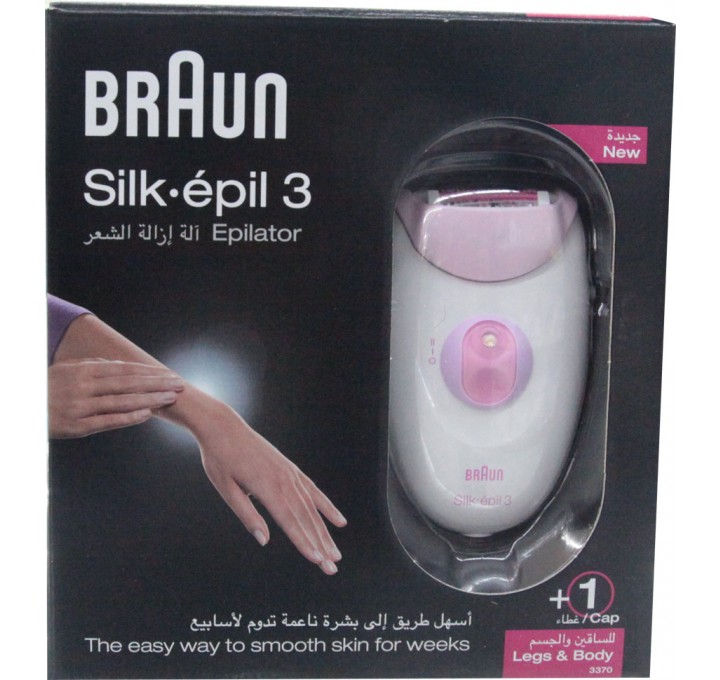 BRAUN
Silk·épil 3
آلة إزالة الشعر Epilator
جديدة
New
II
I
O
BRAUN
Silk·épil 3
أسهل طريق إلى بشرة ناعمة تدوم لأسابيع
The easy way to smooth skin for weeks
+1
غطاء/Cap
للساقين والجسم
Legs & Body
3370